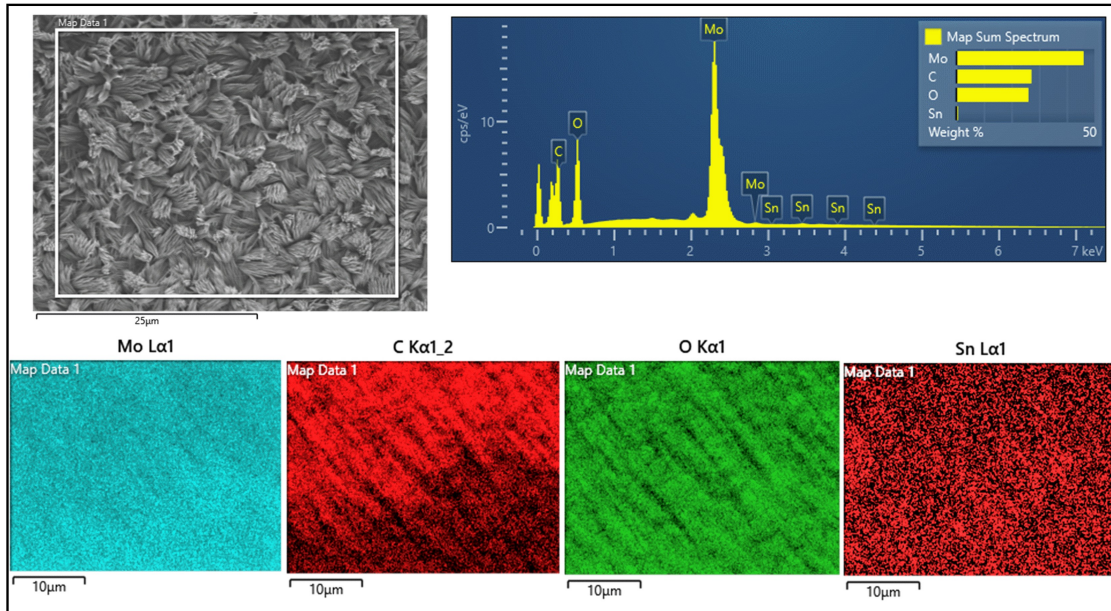 Map Data 1
25µm
cps/eV
10
0
C
O
Mo
Mo
Sn
Sn
Sn
Sn
0 1 2 3 4 5 6 7 keV
Map Sum Spectrum
Mo
C
O
Sn
Weight % 50
Mo Lα1
Map Data 1
10µm
C Kα1_2
Map Data 1
10µm
O Kα1
Map Data 1
10µm
Sn Lα1
Map Data 1
10µm